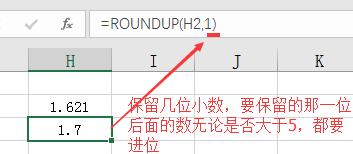 fx =ROUNDUP(H2,1)
H I J K
1.621
1.7
保留几位小数，要保留的那一位
后面的数无论是否大于5，都要
进位